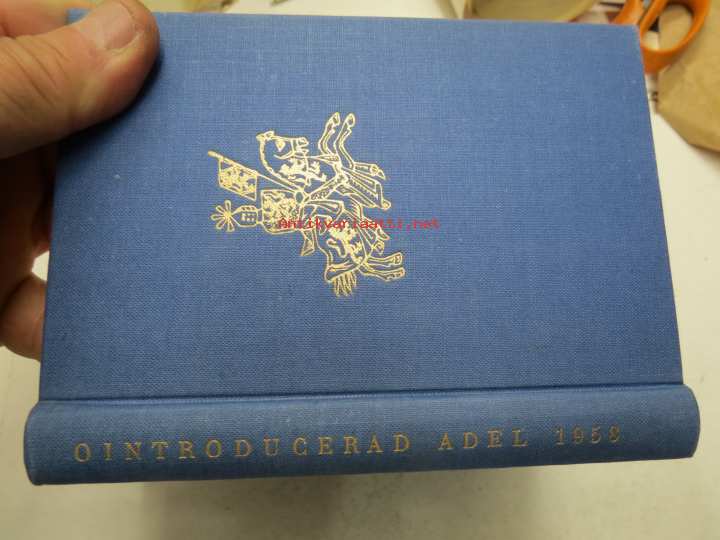 antikvariaatti.net
OINTRODUCERAD ADEL 1958